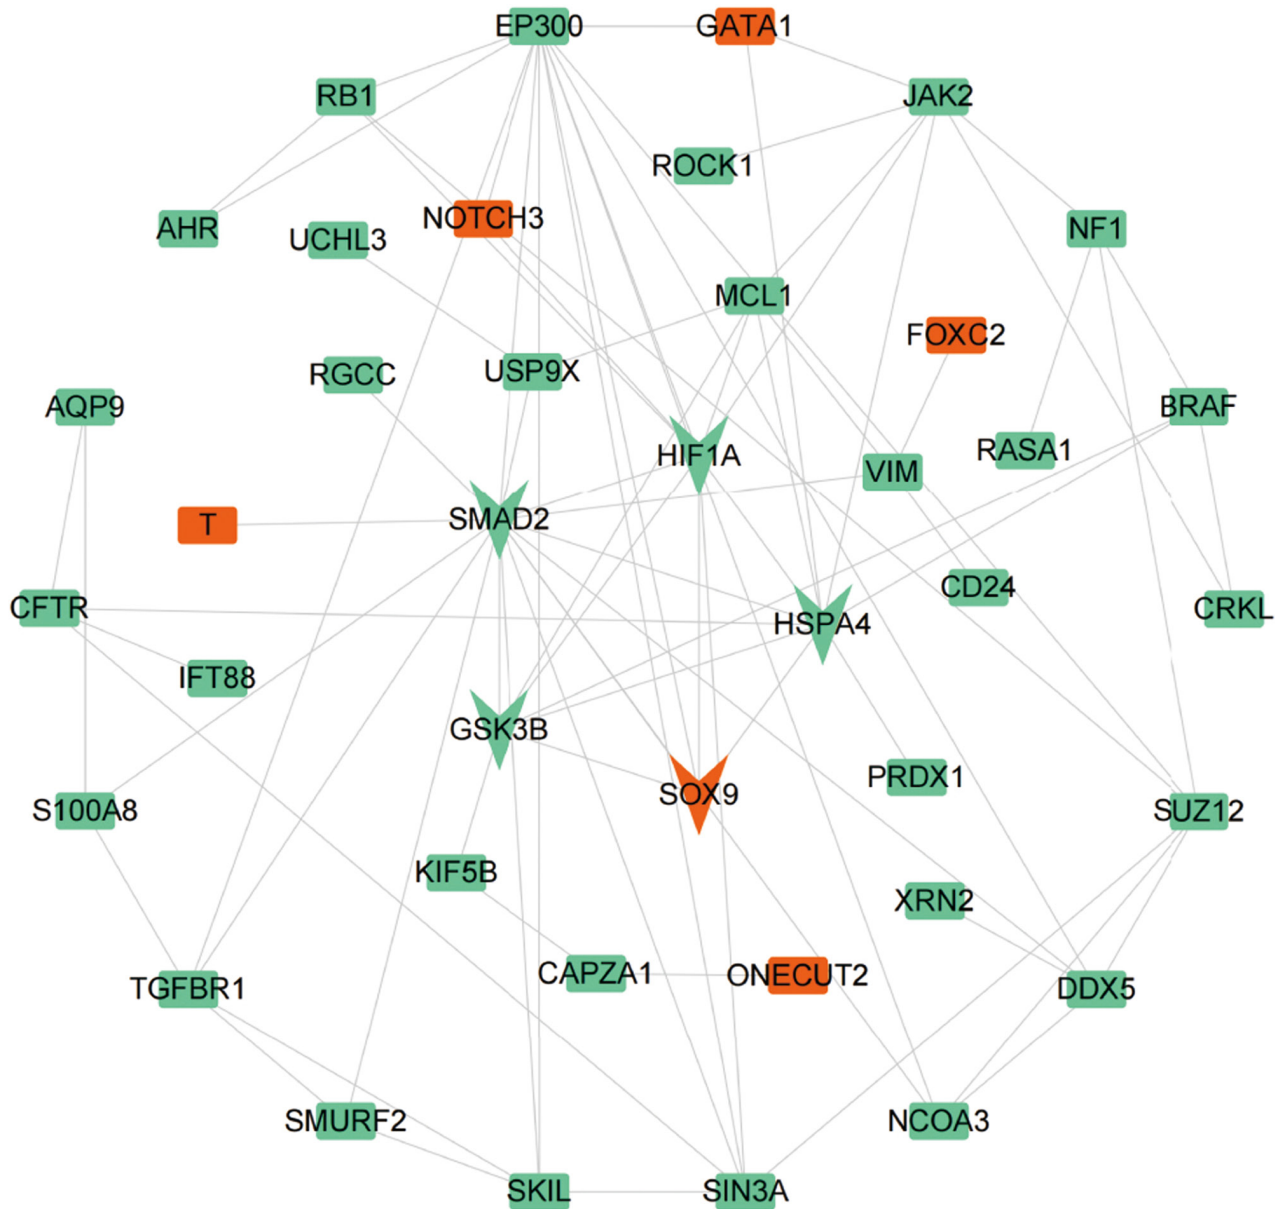 EP300
GATA1
RB1
JAK2
ROCK1
AHR
UCHL3
NOTCH3
NF1
MCL1
FOXC2
RGCC
USP9X
AQP9
BRAF
HIF1A
VIM
RASA1
T
SMAD2
CD24
CFTR
HSPA4
CRKL
IFT88
GSK3B
PRDX1
SOX9
S100A8
SUZ12
KIF5B
XRN2
CAPZA1
ONECUT2
TGFBR1
DDX5
SMURF2
NCOA3
SKIL
SIN3A